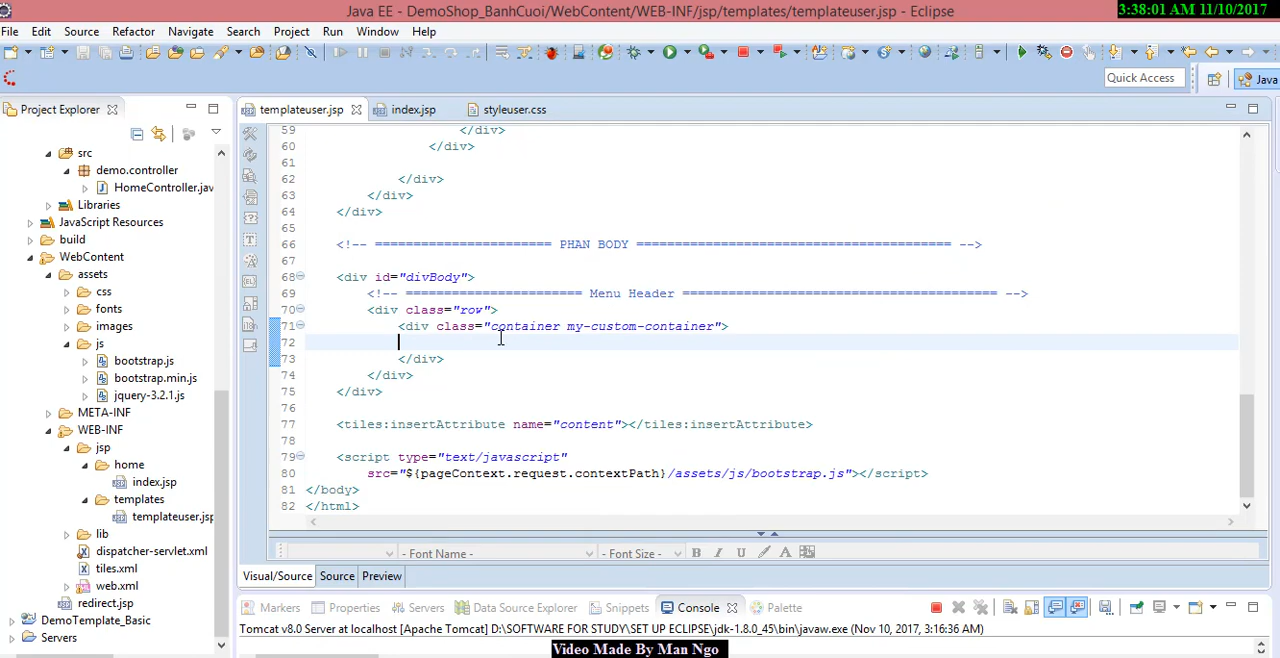 Java EE - DemoShop_BanhCuoi/WebContent/WEB-INF/jsp/templates/templateuser.jsp - Eclipse
3:38:01 AM 11/10/2017
File Edit Source Refactor Navigate Search Project Run Window Help
Quick Access
Java
Project Explorer
templateuser.jsp
index.jsp
styleuser.css
src
demo.controller
HomeController.jav
Libraries
JavaScript Resources
build
WebContent
assets
css
fonts
images
js
bootstrap.js
bootstrap.min.js
jquery-3.2.1.js
META-INF
WEB-INF
jsp
home
index.jsp
templates
templateuser.jsp
lib
dispatcher-servlet.xml
tiles.xml
web.xml
redirect.jsp
DemoTemplate_Basic
Servers
59 </div>
60 </div>
61
62 </div>
63 </div>
64 </div>
65
66 <!-- ======================= PHAN BODY ========================================= -->
67
68 <div id="divBody">
69 <!-- ======================= Menu Header ========================================= -->
70 <div class="row">
71 <div class="container my-custom-container">
72
73 </div>
74 </div>
75 </div>
76
77 <tiles:insertAttribute name="content"></tiles:insertAttribute>
78
79 <script type="text/javascript"
80 src="${pageContext.request.contextPath}/assets/js/bootstrap.js"></script>
81 </body>
82 </html>
- Font Name -
- Font Size -
B I U A
Visual/Source Source Preview
Markers Properties Servers Data Source Explorer Snippets Console Palette
Tomcat v8.0 Server at localhost [Apache Tomcat] D:\SOFTWARE FOR STUDY\SET UP ECLIPSE\jdk-1.8.0_45\bin\javaw.exe (Nov 10, 2017, 3:16:36 AM)
Video Made By Man Ngo